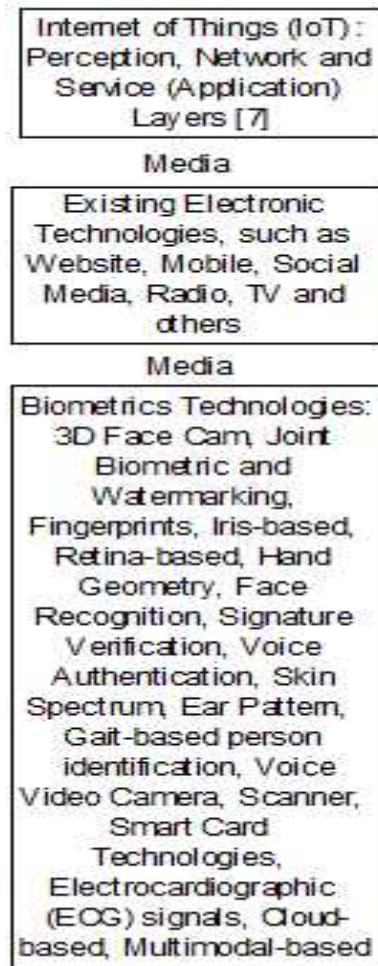 Internet of Things (IoT) :
Perception, Network and
Service (Application)
Layers [7]
Media
Existing Electronic
Technologies, such as
Website, Mobile, Social
Media, Radio, TV and
others
Media
Biometrics Technologies:
3D Face Cam, Joint
Biometric and
Watermarking,
Fingerprints, Iris-based,
Retina-based, Hand
Geometry, Face
Recognition, Signature
Verification, Voice
Authentication, Skin
Spectrum, Ear Pattern,
Gait-based person
identification, Voice
Video Camera, Scanner,
Smart Card
Technologies,
Electrocardiographic
(ECG) signals, Cloud-
based, Multimodal-based